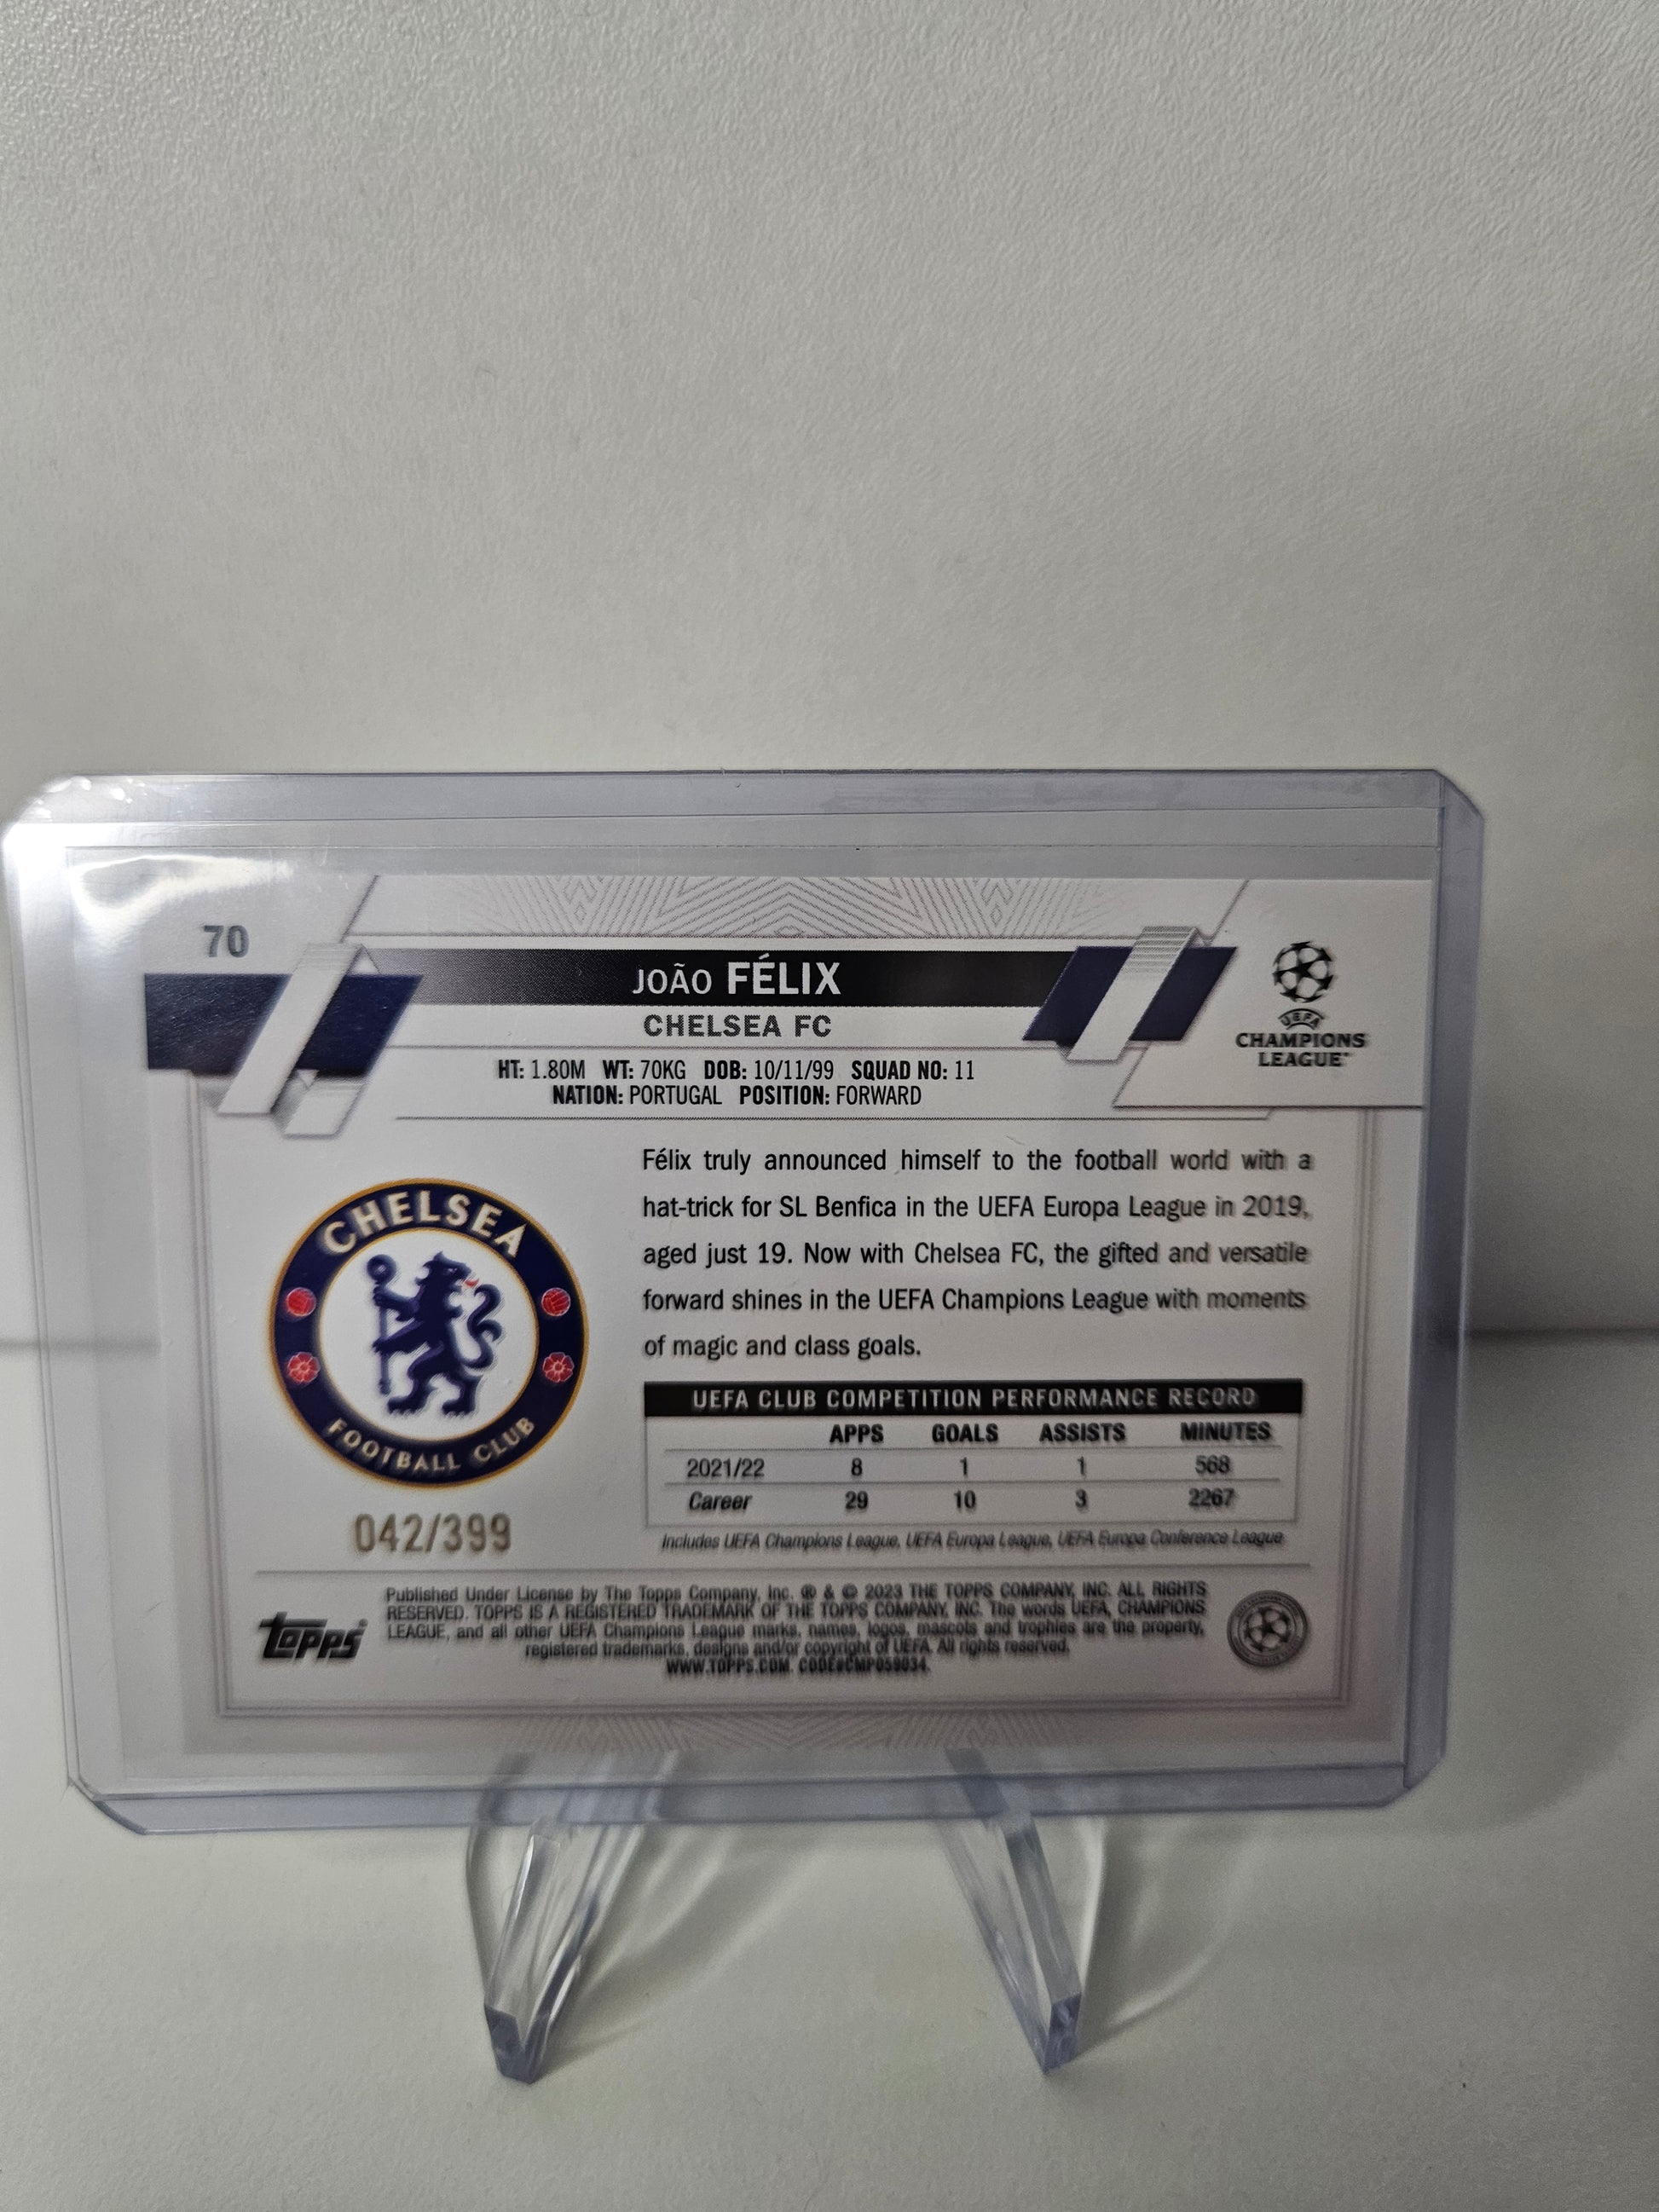 70
JOÃO FÉLIX
CHELSEA FC
HT: 1.80M WT: 70KG DOB: 10/11/99 SQUAD NO: 11
NATION: PORTUGAL POSITION: FORWARD
UEFA
CHAMPIONS
LEAGUE
Félix truly announced himself to the football world with a
hat-trick for SL Benfica in the UEFA Europa League in 2019,
aged just 19. Now with Chelsea FC, the gifted and versatile
forward shines in the UEFA Champions League with moments
of magic and class goals.
CHELSEA
FOOTBALL CLUB
UEFA CLUB COMPETITION PERFORMANCE RECORD
APPS GOALS ASSISTS MINUTES
2021/22 8 1 1 568
Career 29 10 3 2267
Includes UEFA Champions League, UEFA Europa League, UEFA Europa Conference League
042/399
Published Under License by The Topps Company, Inc. ® & © 2023 THE TOPPS COMPANY, INC. ALL RIGHTS
RESERVED. TOPPS IS A REGISTERED TRADEMARK OF THE TOPPS COMPANY, INC. The words UEFA, CHAMPIONS
LEAGUE, and all other UEFA Champions League marks, names, logos, mascots and trophies are the property,
registered trademarks, designs and/or copyright of UEFA. All rights reserved.
WWW.TOPPS.COM. CODE#CMP059034.
topps